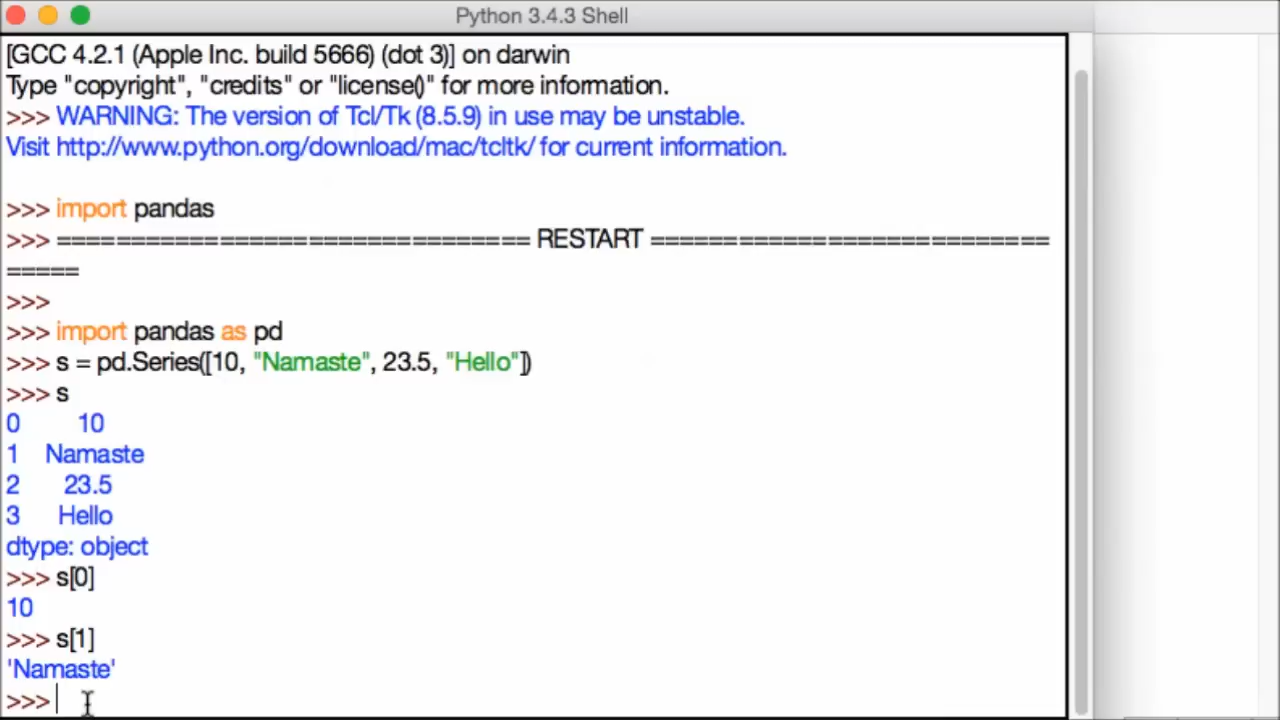 Python 3.4.3 Shell
[GCC 4.2.1 (Apple Inc. build 5666) (dot 3)] on darwin
Type "copyright", "credits" or "license()" for more information.
>>> WARNING: The version of Tcl/Tk (8.5.9) in use may be unstable.
Visit http://www.python.org/download/mac/tcltk/ for current information.
>>> import pandas
>>> ================================ RESTART ===========================
=====
>>>
>>> import pandas as pd
>>> s = pd.Series([10, "Namaste", 23.5, "Hello"])
>>> s
0 10
1 Namaste
2 23.5
3 Hello
dtype: object
>>> s[0]
10
>>> s[1]
'Namaste'
>>>